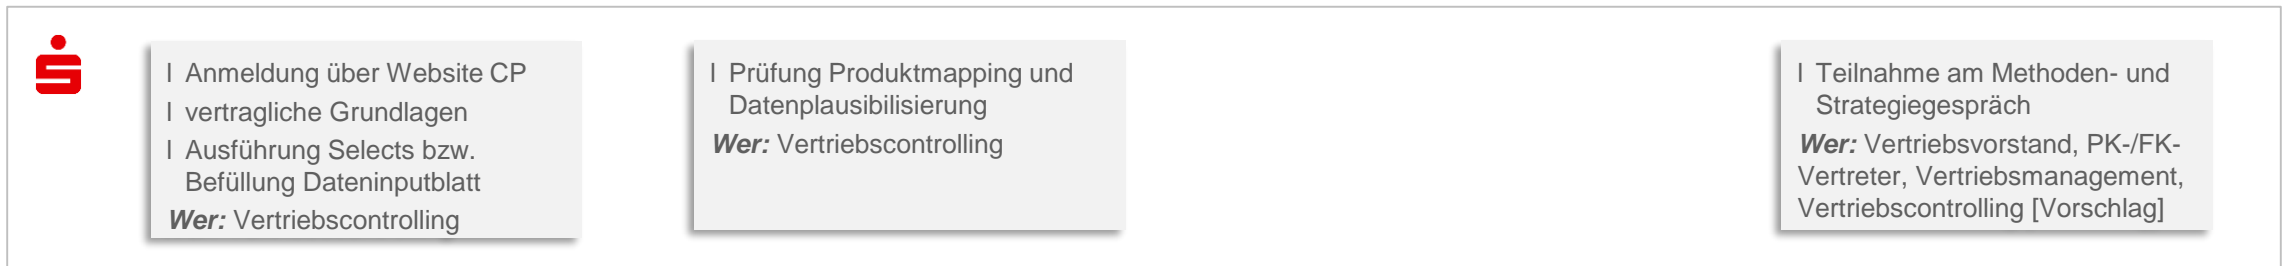 l Anmeldung über Website CP
l vertragliche Grundlagen
l Ausführung Selects bzw.
Befüllung Dateninputblatt
Wer: Vertriebscontrolling
l Prüfung Produktmapping und
Datenplausibilisierung
Wer: Vertriebscontrolling
l Teilnahme am Methoden- und
Strategiegespräch
Wer: Vertriebsvorstand, PK-/FK-
Vertreter, Vertriebsmanagement,
Vertriebscontrolling [Vorschlag]